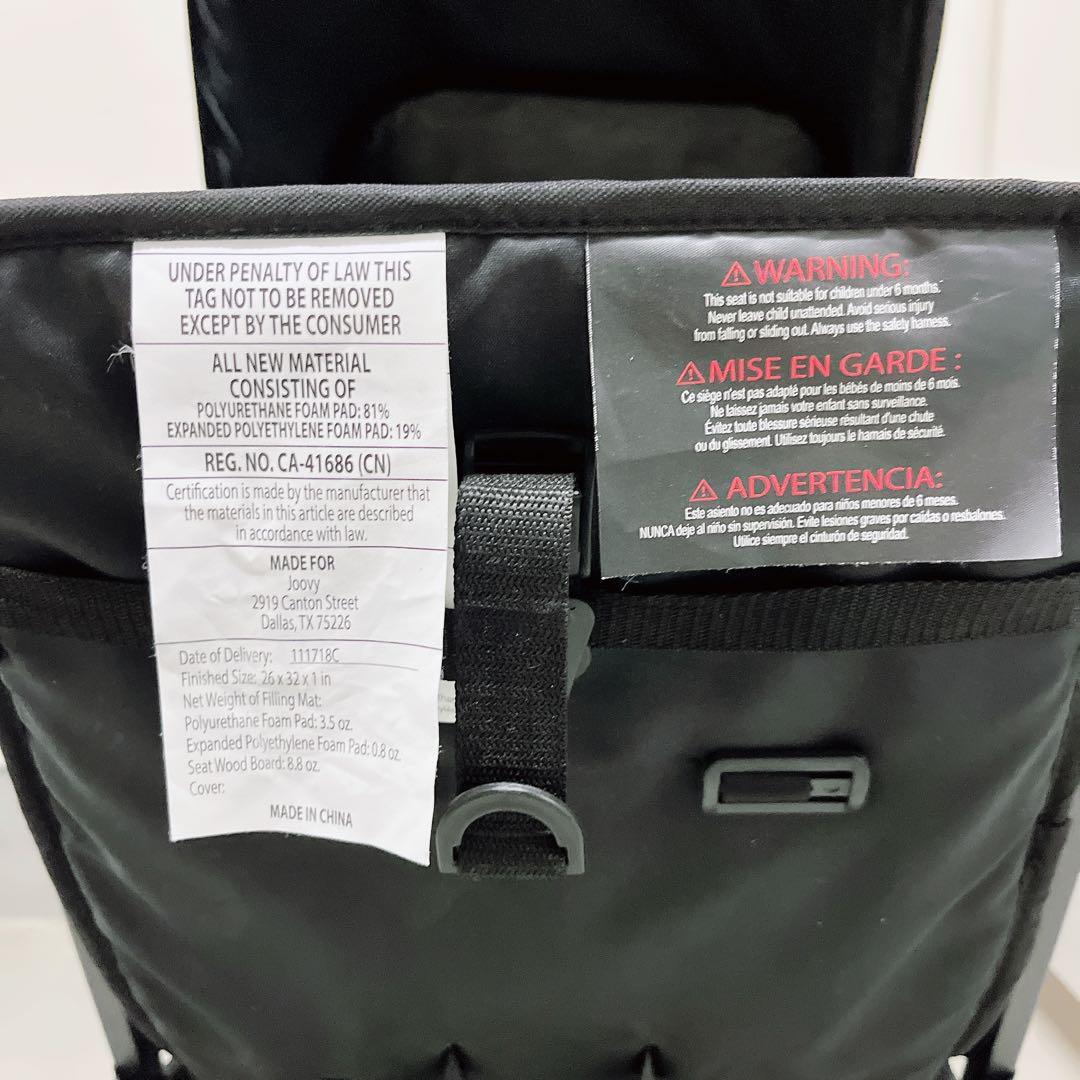 UNDER PENALTY OF LAW THIS
TAG NOT TO BE REMOVED
EXCEPT BY THE CONSUMER
ALL NEW MATERIAL
CONSISTING OF
POLYURETHANE FOAM PAD: 81%
EXPANDED POLYETHYLENE FOAM PAD: 19%
REG. NO. CA-41686 (CN)
Certification is made by the manufacturer that
the materials in this article are described
in accordance with law.
MADE FOR
Joovy
2919 Canton Street
Dallas, TX 75226
Date of Delivery: 111718C
Finished Size: 26 x 32 x 1 in
Net Weight of Filling Mat:
Polyurethane Foam Pad: 3.5 oz.
Expanded Polyethylene Foam Pad: 0.8 oz.
Seat Wood Board: 8.8 oz.
Cover:
MADE IN CHINA
⚠WARNING:
This seat is not suitable for children under 6 months.
Never leave child unattended. Avoid serious injury
from falling or sliding out. Always use the safety harness.
⚠MISE EN GARDE :
Ce siège n'est pas adapté pour les bébés de moins de 6 mois.
Ne laissez jamais votre enfant sans surveillance.
Évitez toute blessure sérieuse résultant d'une chute
ou du glissement. Utilisez toujours le harnais de sécurité.
⚠ ADVERTENCIA:
Este asiento no es adecuado para niños menores de 6 meses.
NUNCA deje al niño sin supervisión. Evite lesiones graves por caídas o resbalones.
Utilice siempre el cinturón de seguridad.